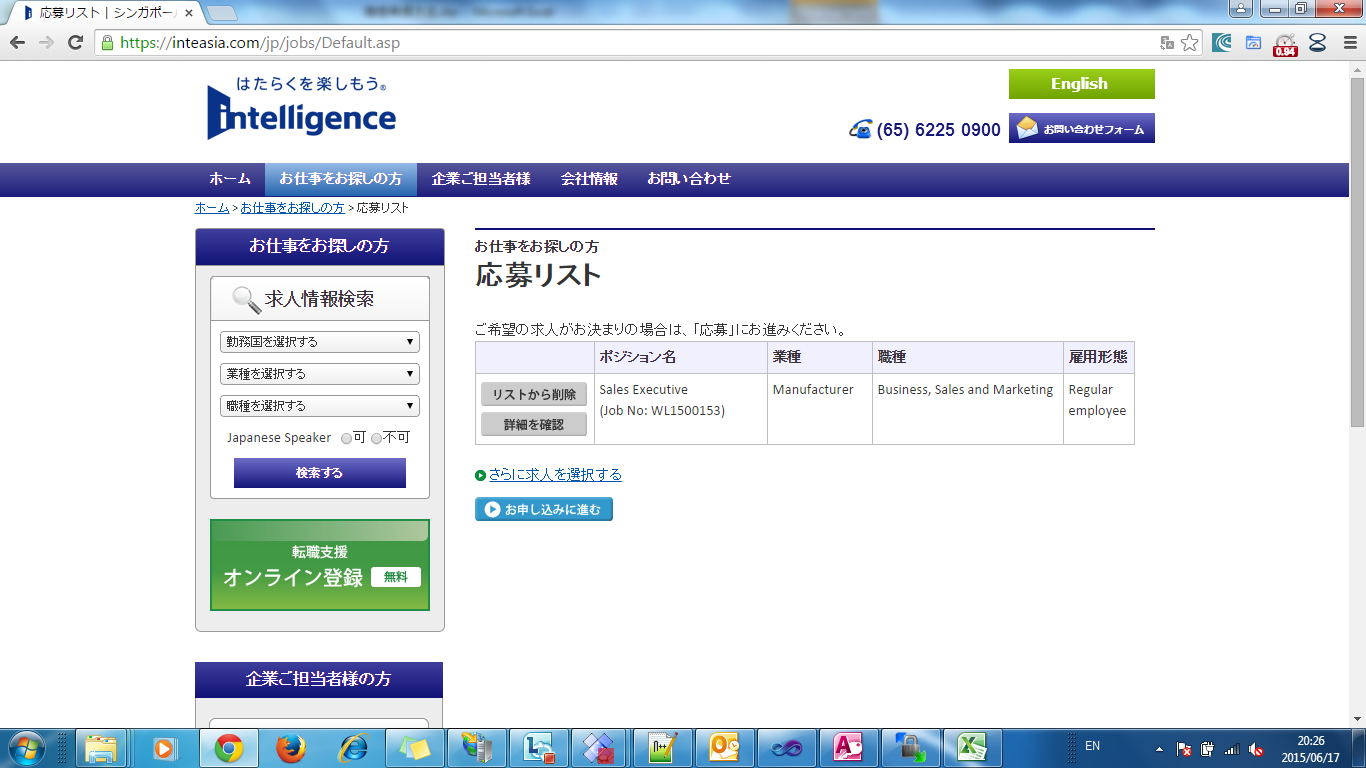 応募リスト | シンガポー
https://inteasia.com/jp/jobs/Default.asp
0.94
はたらくを楽しもう®
intelligence
English
(65) 6225 0900
お問い合わせフォーム
ホーム お仕事をお探しの方 企業ご担当者様 会社情報 お問い合わせ
ホーム > お仕事をお探しの方 > 応募リスト
お仕事をお探しの方
求人情報検索
勤務国を選択する
業種を選択する
職種を選択する
Japanese Speaker 可 不可
検索する
転職支援
オンライン登録 無料
企業ご担当者様の方
お仕事をお探しの方
応募リスト
ご希望の求人がお決まりの場合は、「応募」にお進みください。
ポジション名 業種 職種 雇用形態
リストから削除
詳細を確認
Sales Executive
(Job No: WL1500153)
Manufacturer
Business, Sales and Marketing
Regular
employee
さらに求人を選択する
お申し込みに進む
EN
20:26
2015/06/17